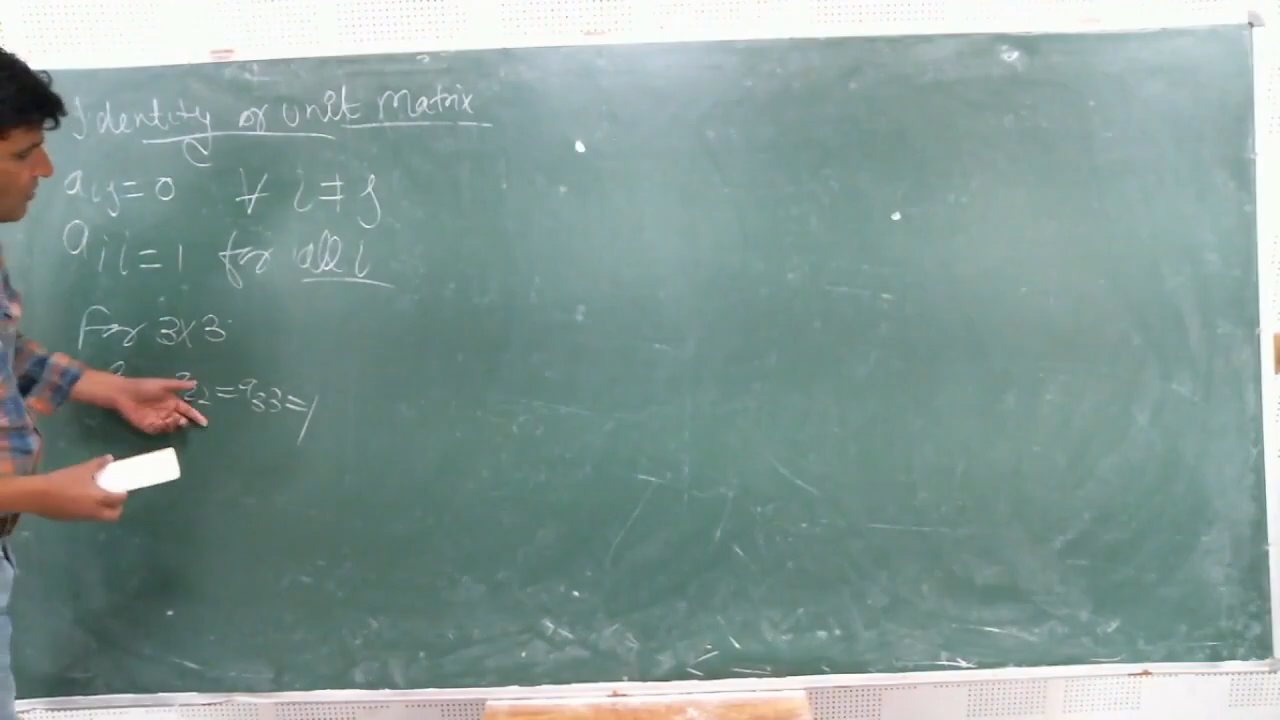 Identity or unit Matrix
aij = 0 ∀ i ≠ j
aii = 1 for all i
For 3x3
a22 = a33 = 1